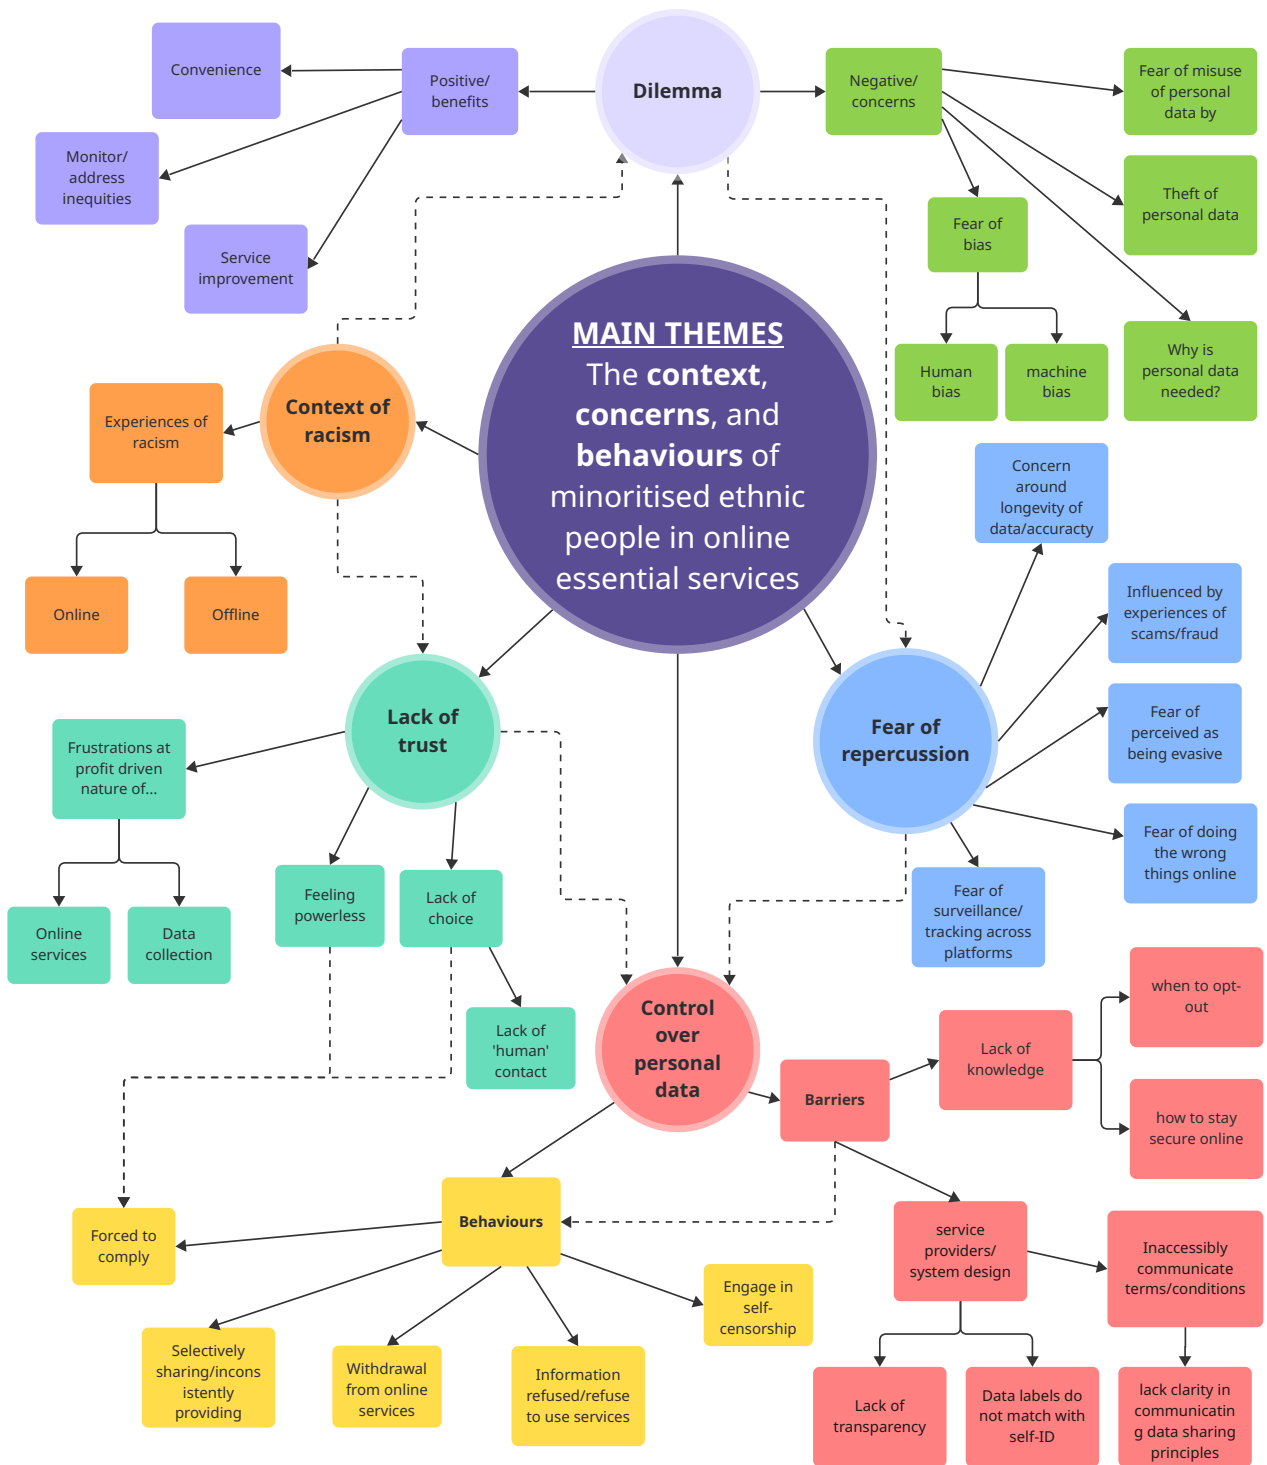 Convenience
Positive/
benefits
Dilemma
Negative/
concerns
Fear of misuse
of personal
data by
Monitor/
address
inequities
Theft of
personal data
Service
improvement
Fear of
bias
Human
bias
machine
bias
Why is
personal data
needed?
MAIN THEMES
The context,
concerns, and
behaviours of
minoritised ethnic
people in online
essential services
Context of
racism
Experiences of
racism
Online
Offline
Concern
around
longevity of
data/accuracty
Influenced by
experiences of
scams/fraud
Fear of
perceived as
being evasive
Fear of doing
the wrong
things online
Fear of
repercussion
Fear of
surveillance/
tracking across
platforms
Lack of
trust
Frustrations at
profit driven
nature of...
Online
services
Data
collection
Feeling
powerless
Lack of
choice
Lack of
'human'
contact
Control
over
personal
data
Barriers
Lack of
knowledge
when to opt-
out
how to stay
secure online
service
providers/
system design
Inaccessibly
communicate
terms/conditions
Lack of
transparency
Data labels do
not match with
self-ID
lack clarity in
communicatin
g data sharing
principles
Behaviours
Forced to
comply
Selectively
sharing/incons
istently
providing
Withdrawal
from online
services
Information
refused/refuse
to use services
Engage in
self-
censorship